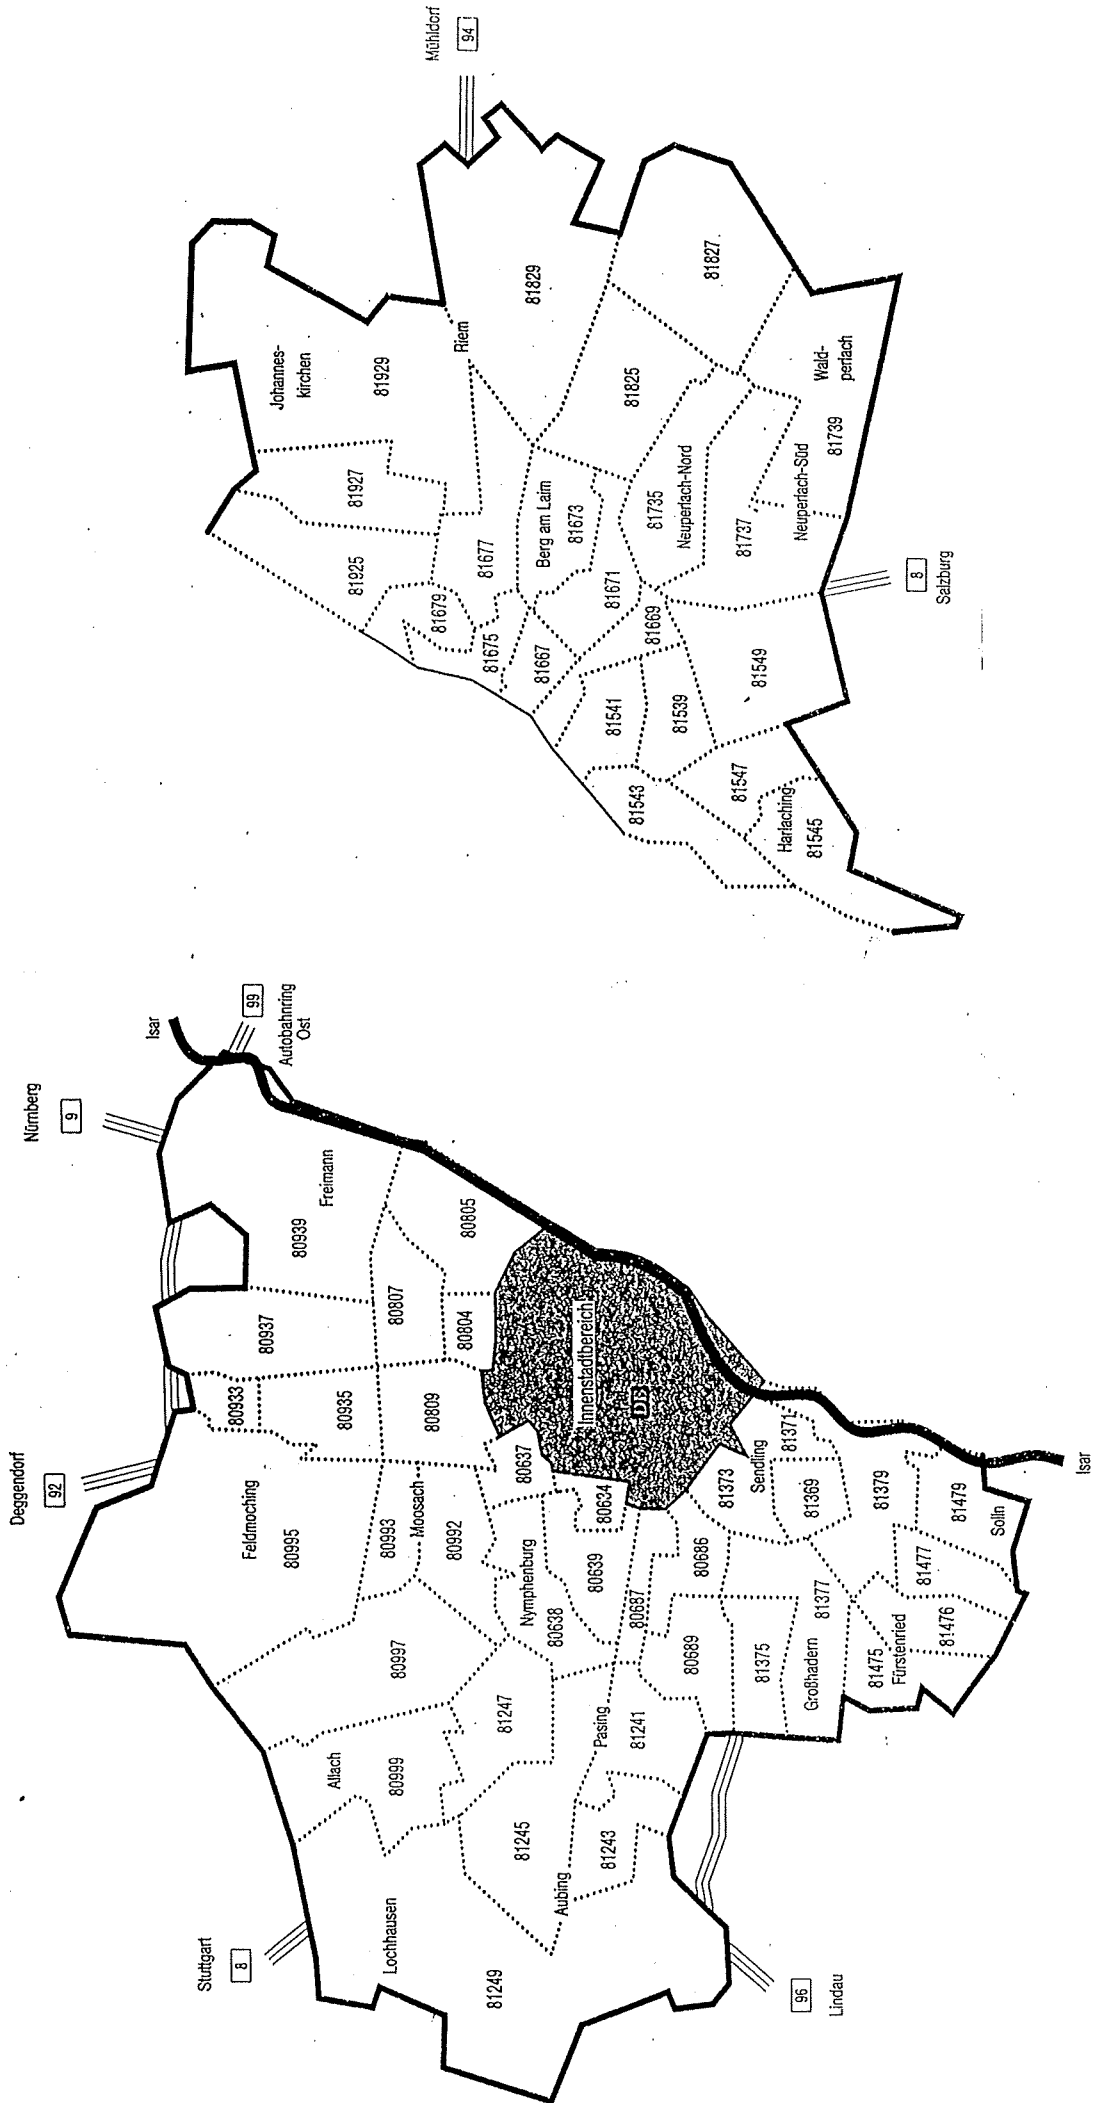 Deggendorf
92
Nürnberg
9
Isar
99
Autobahnring
Ost
Stuttgart
8
Feldmoching
80995
80933
80937
80939
Freimann
80935
Allach
80999
80997
80993
Moosach
80992
80809
80807
80804
80805
Lochhausen
81249
81247
Nymphenburg
80638
80637
80639
80634
Innenstadtbereich
DB
81245
Aubing
81243
Pasing
81241
80687
80689
80686
81373
Sendling
81371
81369
81375
Großhadern
81377
81379
81475
Fürstenried
81476
81477
81479
Solln
96
Lindau
Isar
Mühldorf
94
Johannes-
kirchen
81929
81927
81925
Riem
81829
81679
81677
81675
Berg am Laim
81673
81667
81671
81825
81827
81669
81735
Neuperlach-Nord
81541
81539
81543
81737
81549
81547
Harlaching
81545
Neuperlach-Süd
Wald-
perlach
81739
8
Salzburg